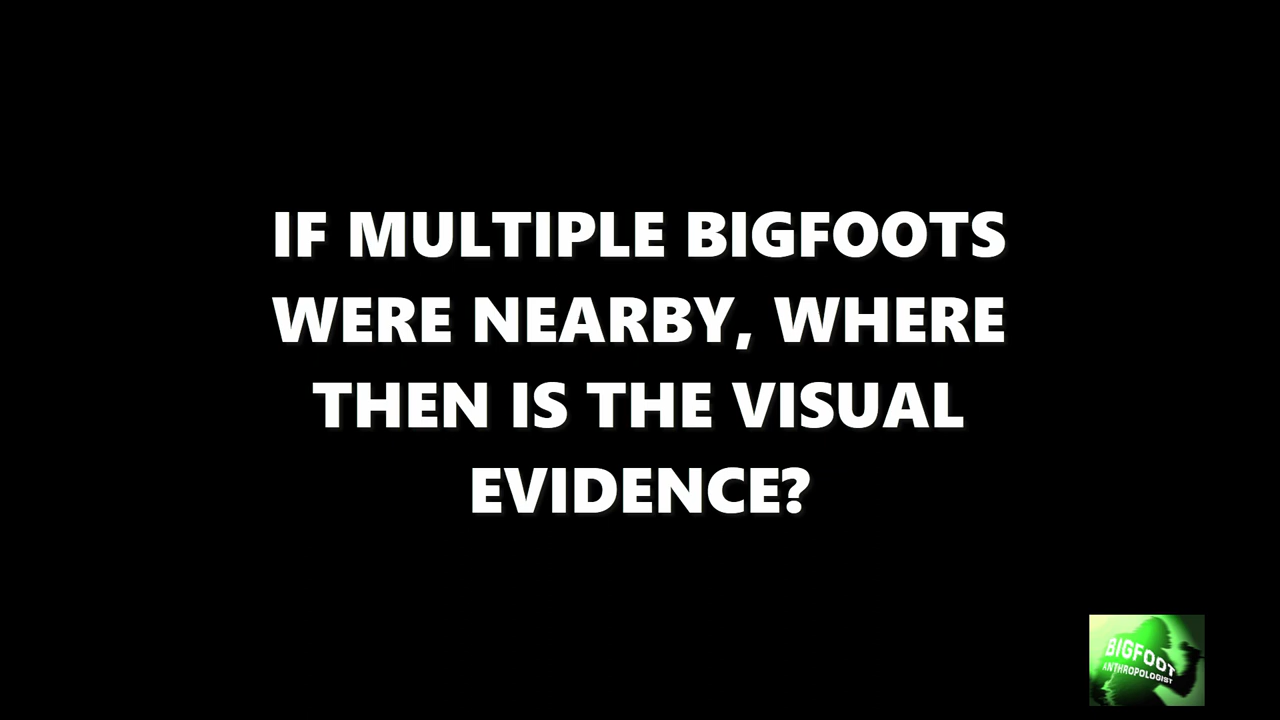 IF MULTIPLE BIGFOOTS
WERE NEARBY, WHERE
THEN IS THE VISUAL
EVIDENCE?
BIGFOOT
ANTHROPOLOGIST